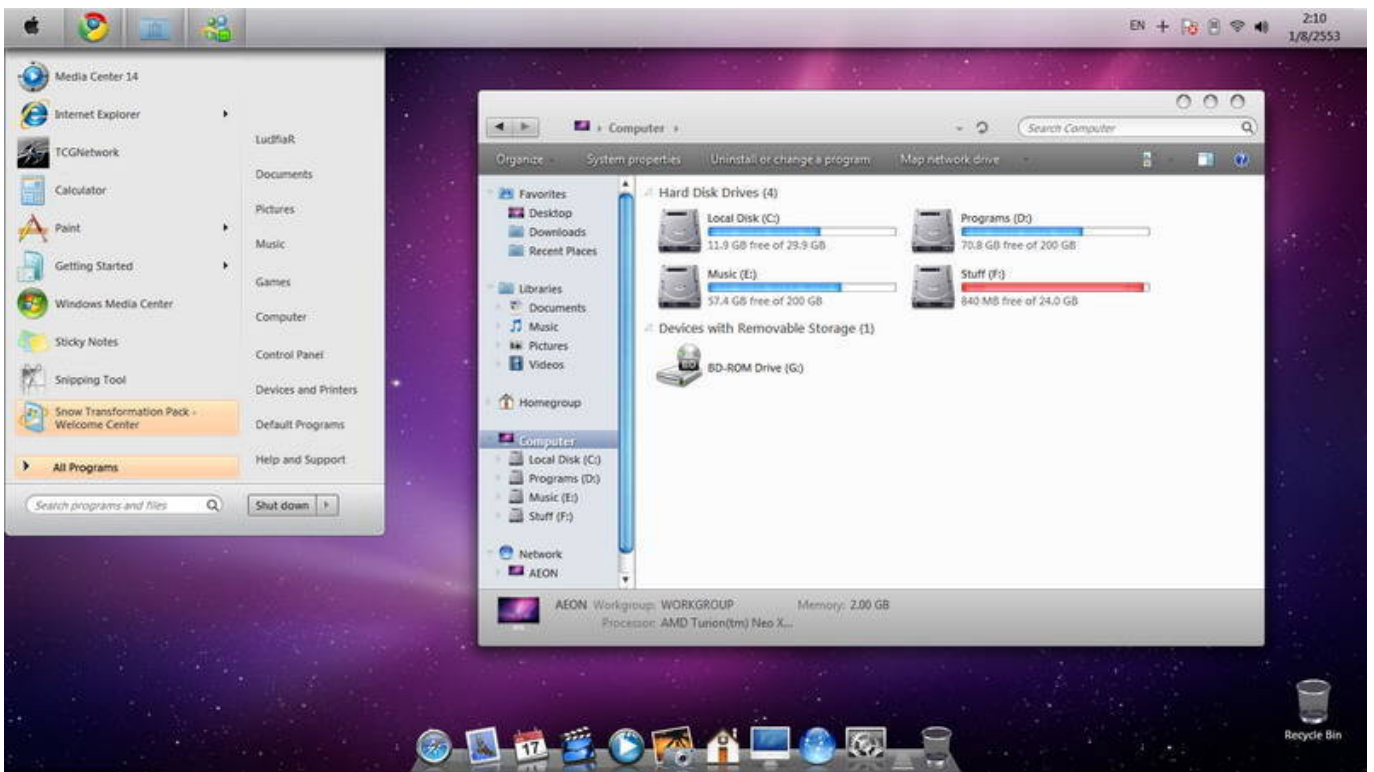 EN
2:10
1/8/2553
Media Center 14
Internet Explorer
TCGNetwork
Calculator
Paint
Getting Started
Windows Media Center
Sticky Notes
Snipping Tool
Snow Transformation Pack -
Welcome Center
All Programs
Search programs and files
LudfiaR
Documents
Pictures
Music
Games
Computer
Control Panel
Devices and Printers
Default Programs
Help and Support
Shut down
Computer
Search Computer
Organize
System properties
Uninstall or change a program
Map network drive
Favorites
Desktop
Downloads
Recent Places
Libraries
Documents
Music
Pictures
Videos
Homegroup
Computer
Local Disk (C:)
Programs (D:)
Music (E:)
Stuff (F:)
Network
AEON
Hard Disk Drives (4)
Local Disk (C:)
11.9 GB free of 29.9 GB
Programs (D:)
70.8 GB free of 200 GB
Music (E:)
57.4 GB free of 200 GB
Stuff (F:)
840 MB free of 24.0 GB
Devices with Removable Storage (1)
BD
BD-ROM Drive (G:)
AEON Workgroup: WORKGROUP Memory: 2.00 GB
Processor: AMD Turion(tm) Neo X...
17
Recycle Bin